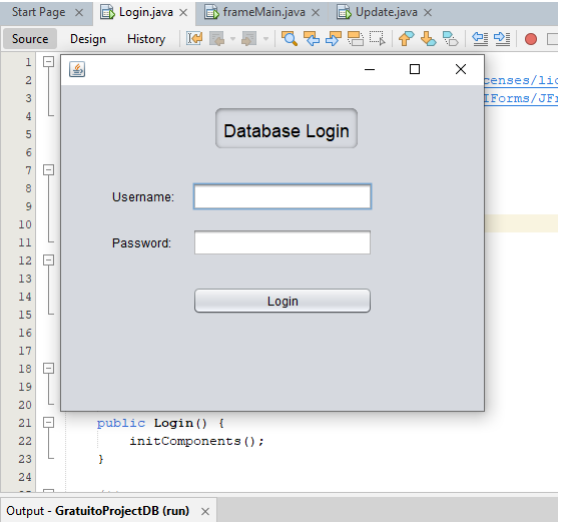 Start Page × Login.java × frameMain.java × Update.java ×
Source Design History
1
2 censes/lic
3 IForms/JFr
4
5
6
7
8
9
10
11
12
13
14
15
16
17
18
19
20
Database Login
Username:
Password:
Login
21 public Login() {
22 initComponents();
23 }
24
Output - GratuitoProjectDB (run) ×